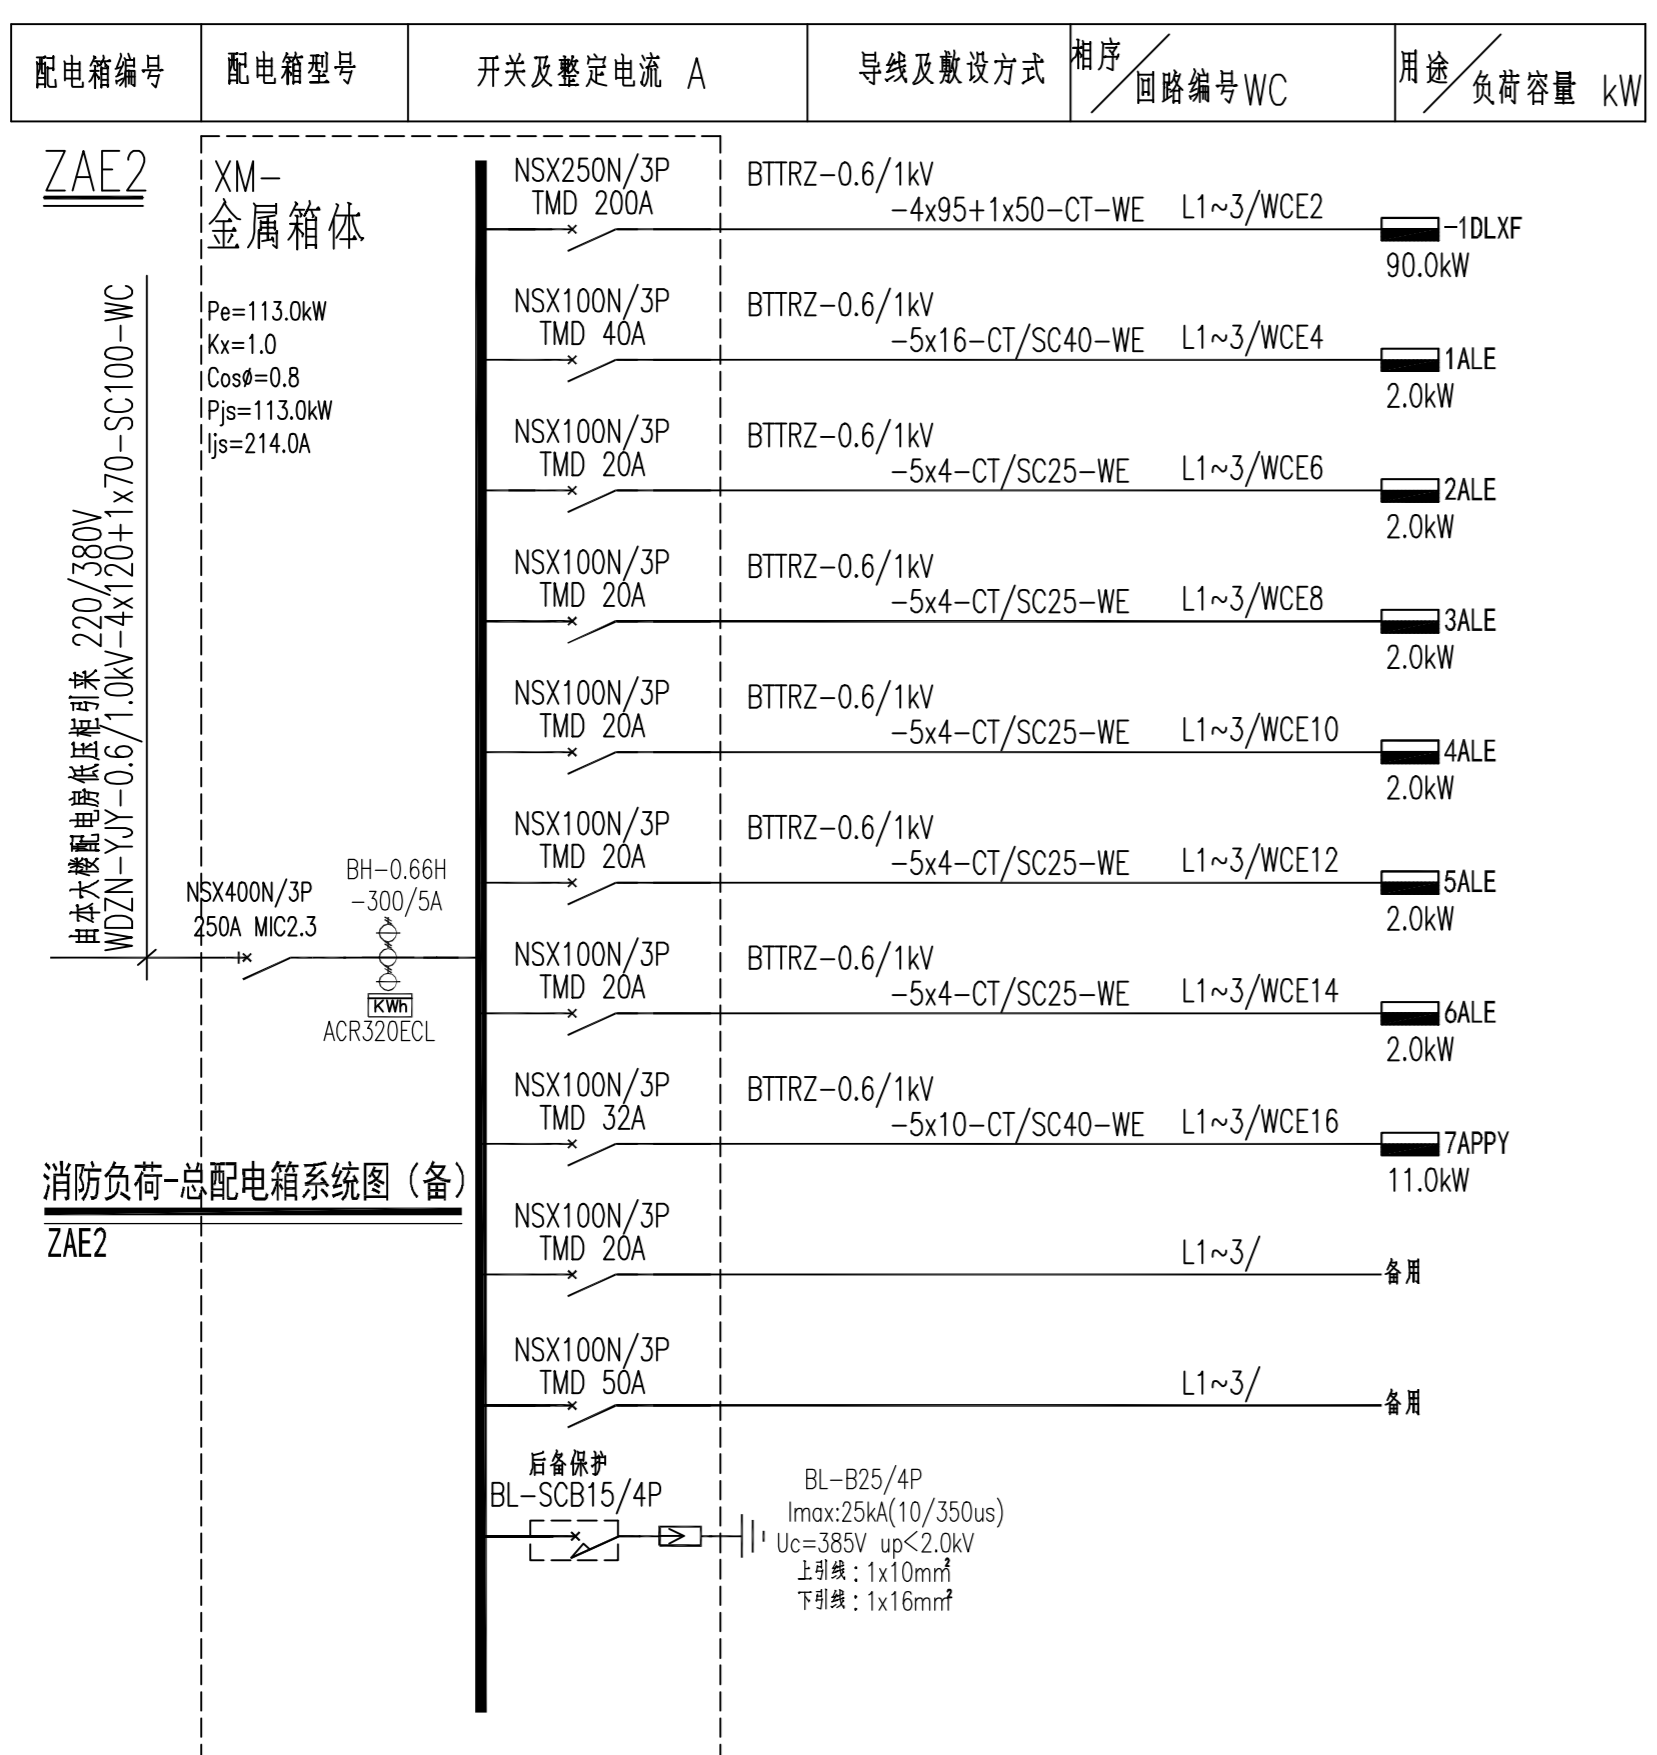 配电箱编号
配电箱型号
开关及整定电流 A
导线及敷设方式
相序/回路编号WC
用途/负荷容量 kW
ZAE2
XM-
金属箱体
Pe=113.0kW
Kx=1.0
Cosø=0.8
Pjs=113.0kW
Ijs=214.0A
由本大楼配电房低压柜引来 220/380V
WDZN-YJY-0.6/1.0kV-4x120+1x70-SC100-WC
NSX400N/3P
250A MIC2.3
BH-0.66H
-300/5A
KWh
ACR320ECL
消防负荷-总配电箱系统图（备）
ZAE2
NSX250N/3P
TMD 200A
BTTRZ-0.6/1kV
-4x95+1x50-CT-WE
L1~3/WCE2
-1DLXF
90.0kW
NSX100N/3P
TMD 40A
BTTRZ-0.6/1kV
-5x16-CT/SC40-WE
L1~3/WCE4
1ALE
2.0kW
NSX100N/3P
TMD 20A
BTTRZ-0.6/1kV
-5x4-CT/SC25-WE
L1~3/WCE6
2ALE
2.0kW
NSX100N/3P
TMD 20A
BTTRZ-0.6/1kV
-5x4-CT/SC25-WE
L1~3/WCE8
3ALE
2.0kW
NSX100N/3P
TMD 20A
BTTRZ-0.6/1kV
-5x4-CT/SC25-WE
L1~3/WCE10
4ALE
2.0kW
NSX100N/3P
TMD 20A
BTTRZ-0.6/1kV
-5x4-CT/SC25-WE
L1~3/WCE12
5ALE
2.0kW
NSX100N/3P
TMD 20A
BTTRZ-0.6/1kV
-5x4-CT/SC25-WE
L1~3/WCE14
6ALE
2.0kW
NSX100N/3P
TMD 32A
BTTRZ-0.6/1kV
-5x10-CT/SC40-WE
L1~3/WCE16
7APPY
11.0kW
NSX100N/3P
TMD 20A
L1~3/
备用
NSX100N/3P
TMD 50A
L1~3/
备用
后备保护
BL-SCB15/4P
BL-B25/4P
Imax:25kA(10/350us)
Uc=385V up<2.0kV
上引线：1x10mm²
下引线：1x16mm²